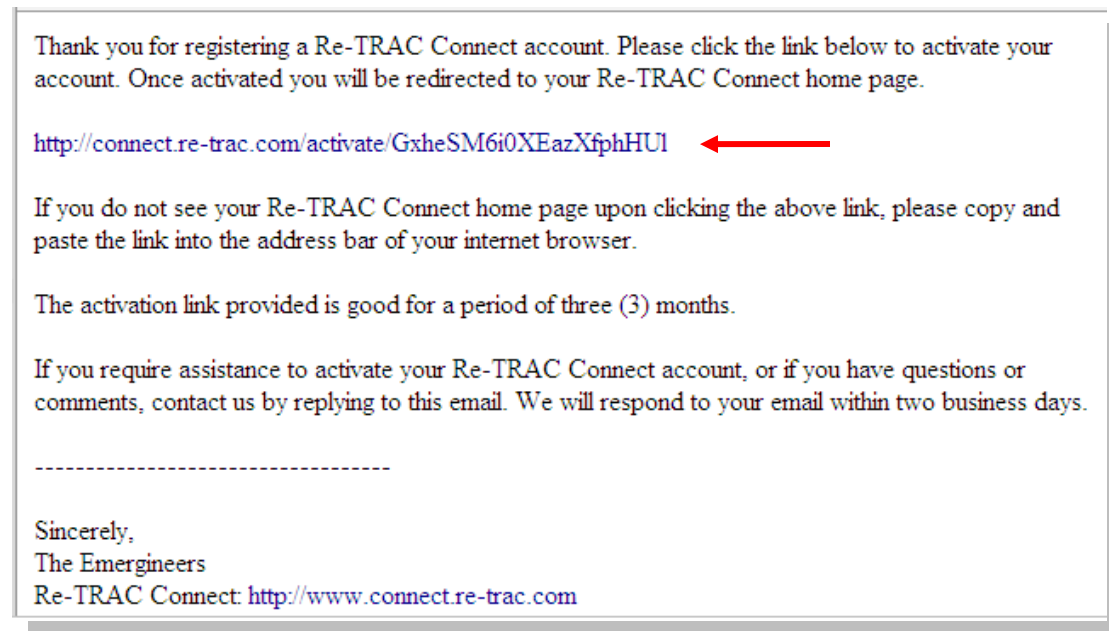 Thank you for registering a Re-TRAC Connect account. Please click the link below to activate your
account. Once activated you will be redirected to your Re-TRAC Connect home page.
http://connect.re-trac.com/activate/GxheSM6i0XEazXfphHUl
If you do not see your Re-TRAC Connect home page upon clicking the above link, please copy and
paste the link into the address bar of your internet browser.
The activation link provided is good for a period of three (3) months.
If you require assistance to activate your Re-TRAC Connect account, or if you have questions or
comments, contact us by replying to this email. We will respond to your email within two business days.
-----------------------------------
Sincerely,
The Emergineers
Re-TRAC Connect: http://www.connect.re-trac.com